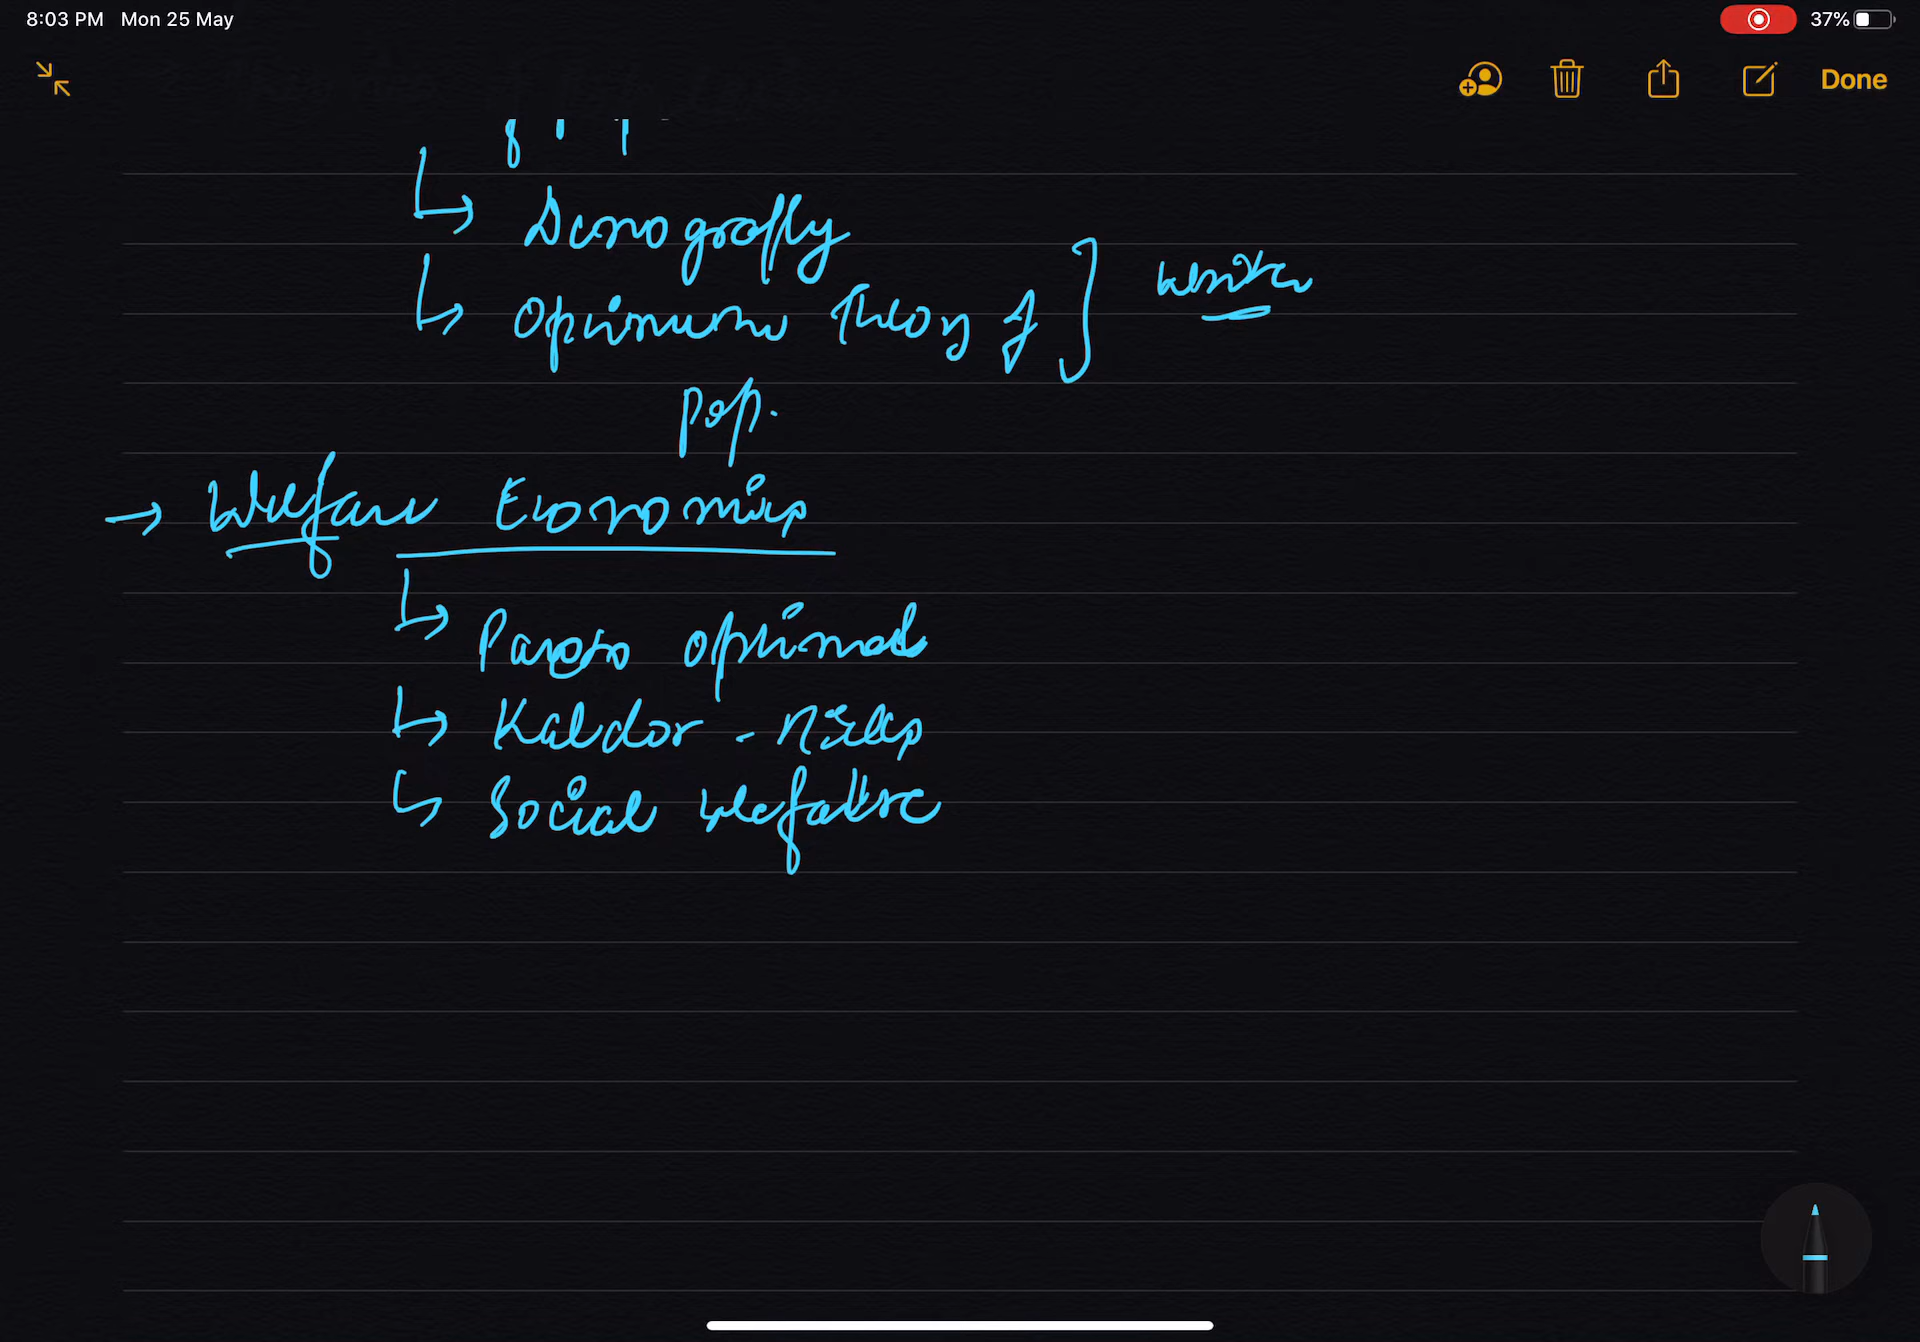 8:03 PM Mon 25 May 37%
Done
Demography
Optimum Theory of
Pop.
→ Welfare Economics
Pareto optimal
Kaldor - Hicks
Social Welfare